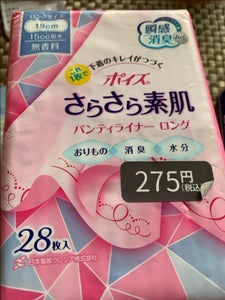 ロングサイズ
19cm
15cc吸水
無香料
瞬感
消臭
Ag
これ
1枚で
下着のキレイがつづく
ポイズ
さらさら素肌
パンティライナー ロング
おりもの 消臭 水分
275円
(税込)
28枚入
日本製紙クレシア株式会社